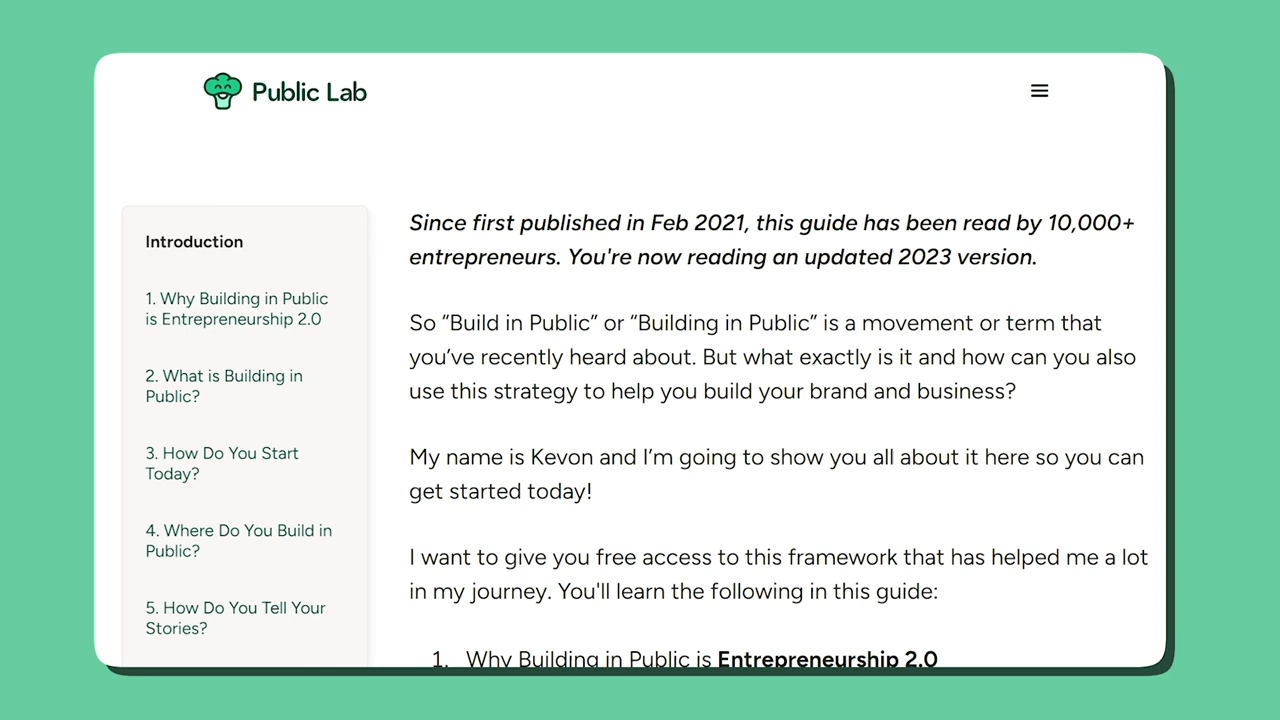 Public Lab
Introduction
1. Why Building in Public
is Entrepreneurship 2.0
2. What is Building in
Public?
3. How Do You Start
Today?
4. Where Do You Build in
Public?
5. How Do You Tell Your
Stories?
Since first published in Feb 2021, this guide has been read by 10,000+
entrepreneurs. You're now reading an updated 2023 version.
So “Build in Public” or “Building in Public” is a movement or term that
you’ve recently heard about. But what exactly is it and how can you also
use this strategy to help you build your brand and business?
My name is Kevon and I’m going to show you all about it here so you can
get started today!
I want to give you free access to this framework that has helped me a lot
in my journey. You'll learn the following in this guide:
1. Why Building in Public is Entrepreneurship 2.0